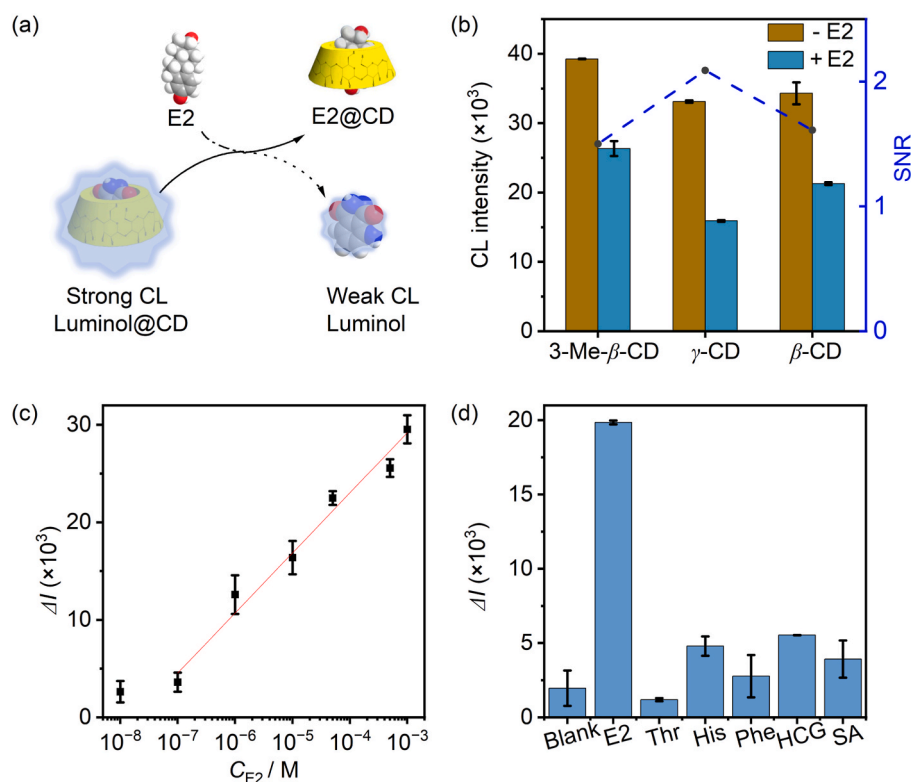 (a)
E2
E2@CD
Strong CL
Luminol@CD
Weak CL
Luminol
(b)
- E2
+ E2
CL intensity (×10³)
40
30
20
10
0
SNR
2
1
0
3-Me-β-CD
γ-CD
β-CD
(c)
ΔI (×10³)
30
20
10
0
10⁻⁸
10⁻⁷
10⁻⁶
10⁻⁵
10⁻⁴
10⁻³
C_E2 / M
(d)
ΔI (×10³)
20
15
10
5
0
Blank
E2
Thr
His
Phe
HCG
SA